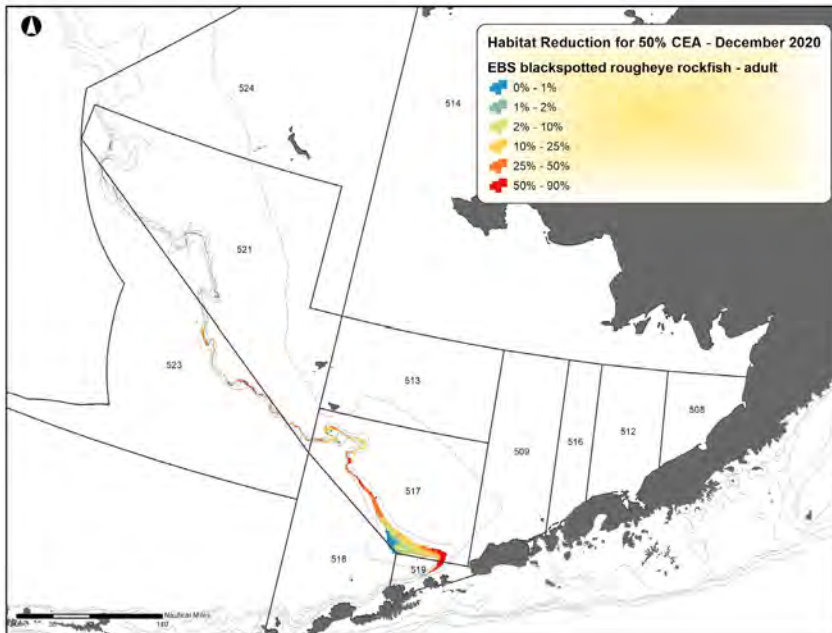 Habitat Reduction for 50% CEA - December 2020
EBS blackspotted rougheye rockfish - adult
0% - 1%
1% - 2%
2% - 10%
10% - 25%
25% - 50%
50% - 90%
524
514
521
523
513
508
512
516
509
517
518
519
Nautical Miles